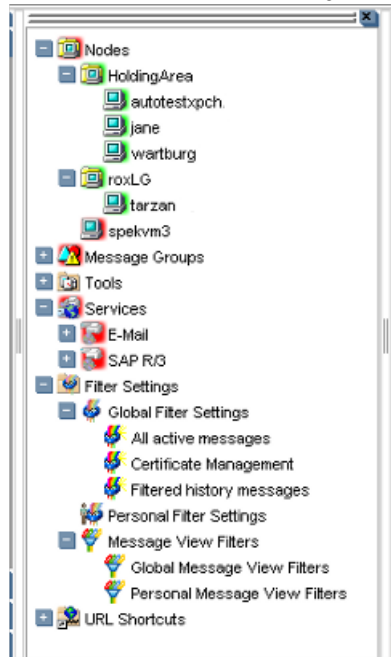 Nodes
HoldingArea
autotestxpch.
jane
wartburg
roxLG
tarzan
spekvm3
Message Groups
Tools
Services
E-Mail
SAP R/3
Filter Settings
Global Filter Settings
All active messages
Certificate Management
Filtered history messages
Personal Filter Settings
Message View Filters
Global Message View Filters
Personal Message View Filters
URL Shortcuts